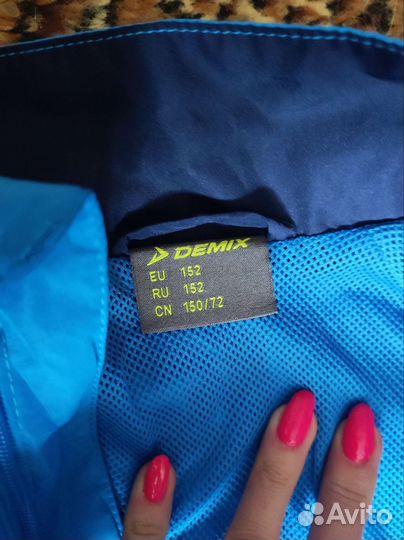 DEMIX
EU 152
RU 152
CN 150/72
Avito